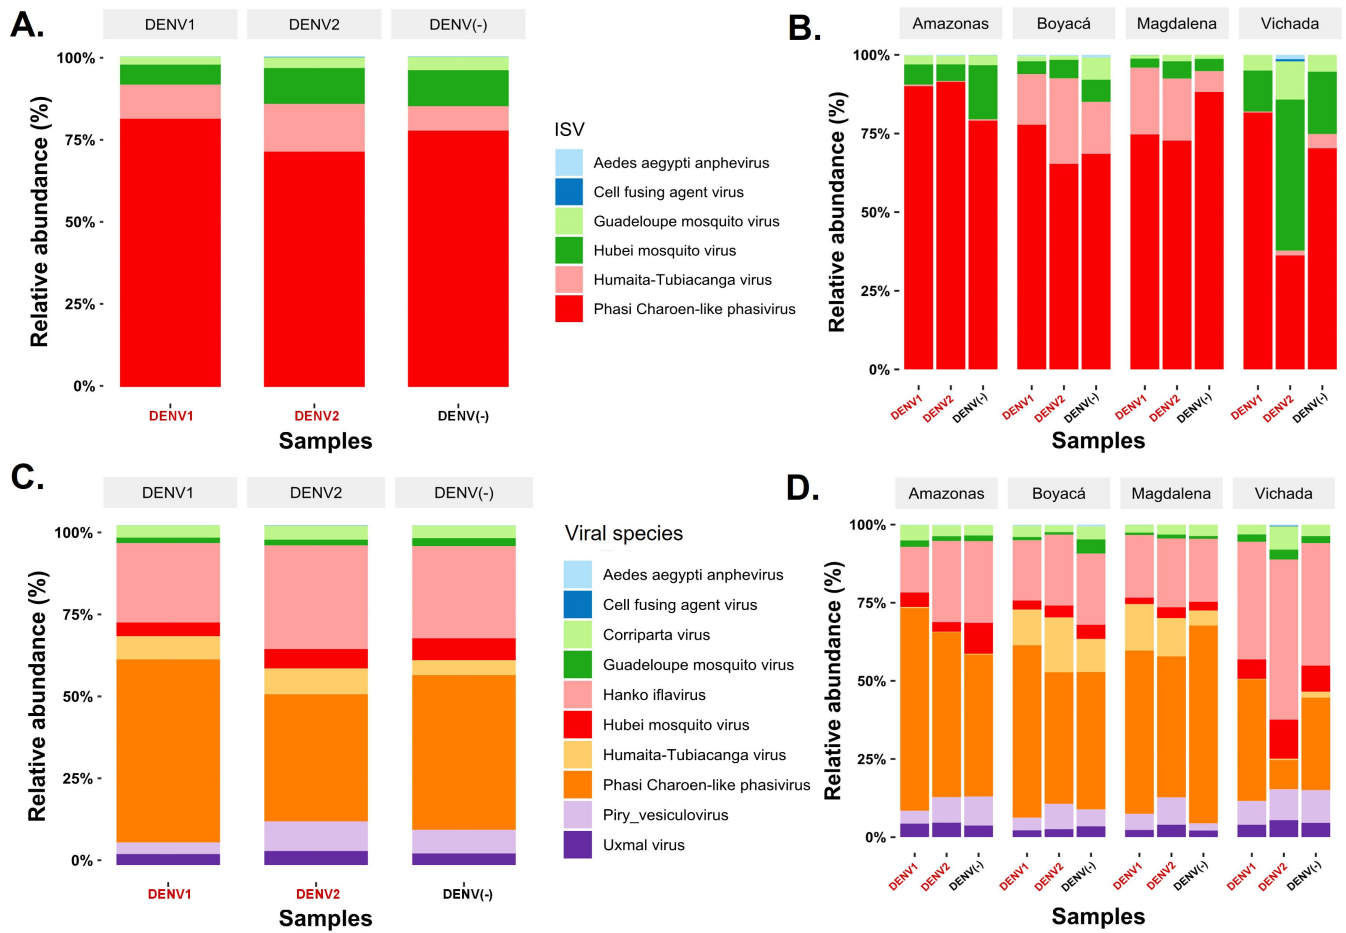 A.
DENV1 DENV2 DENV(-)
100%
75%
50%
25%
0%
Relative abundance (%)
DENV1 DENV2 DENV(-)
Samples
ISV
Aedes aegypti anphevirus
Cell fusing agent virus
Guadeloupe mosquito virus
Hubei mosquito virus
Humaita-Tubiacanga virus
Phasi Charoen-like phasivirus
B.
Amazonas Boyacá Magdalena Vichada
100%
75%
50%
25%
0%
Relative abundance (%)
DENV1 DENV2 DENV(-) DENV1 DENV2 DENV(-) DENV1 DENV2 DENV(-) DENV1 DENV2 DENV(-)
Samples
C.
DENV1 DENV2 DENV(-)
100%
75%
50%
25%
0%
Relative abundance (%)
DENV1 DENV2 DENV(-)
Samples
Viral species
Aedes aegypti anphevirus
Cell fusing agent virus
Corriparta virus
Guadeloupe mosquito virus
Hanko iflavirus
Hubei mosquito virus
Humaita-Tubiacanga virus
Phasi Charoen-like phasivirus
Piry_vesiculovirus
Uxmal virus
D.
Amazonas Boyacá Magdalena Vichada
100%
75%
50%
25%
0%
Relative abundance (%)
DENV1 DENV2 DENV(-) DENV1 DENV2 DENV(-) DENV1 DENV2 DENV(-) DENV1 DENV2 DENV(-)
Samples